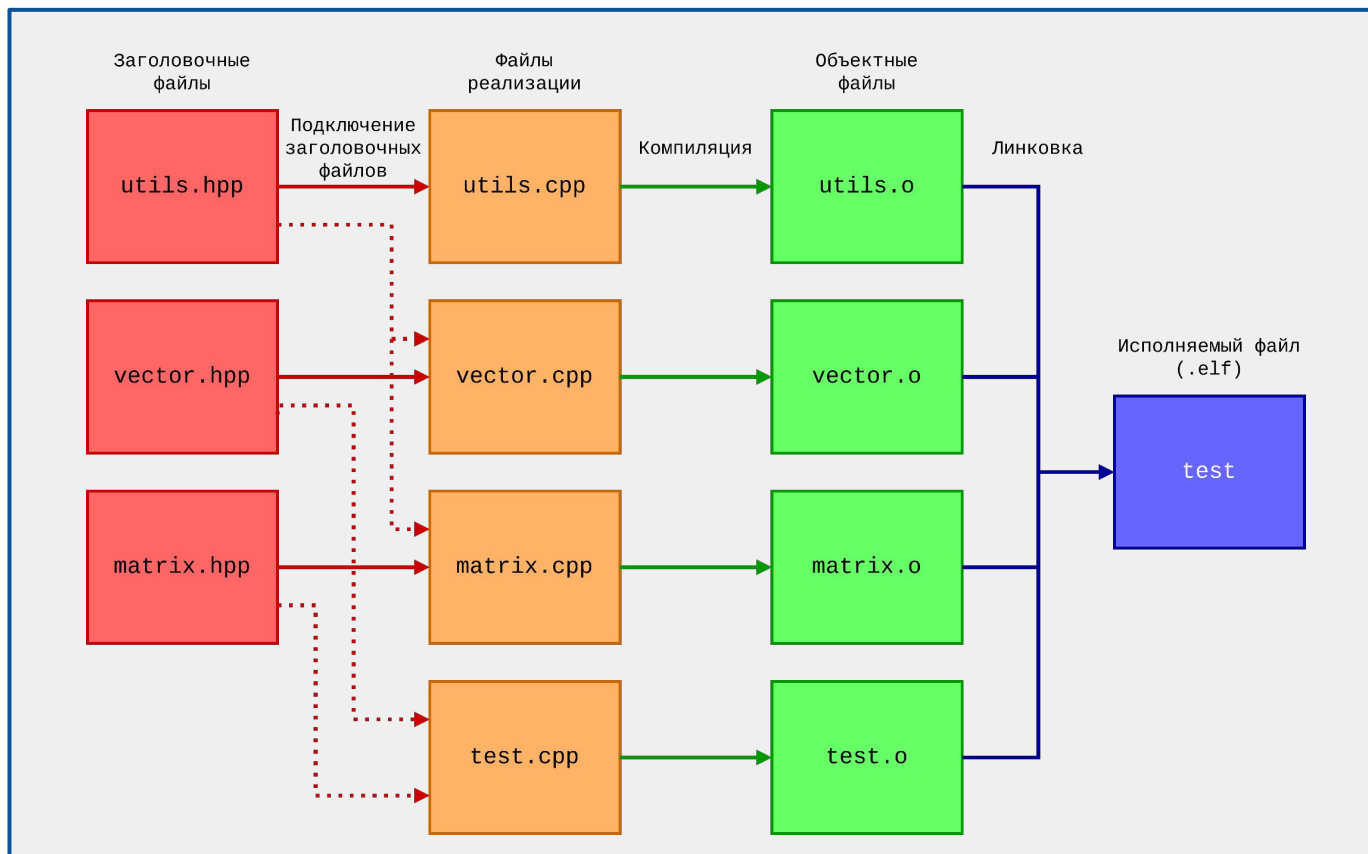 Заголовочные
файлы
Файлы
реализации
Объектные
файлы
Подключение
заголовочных
файлов
Компиляция
Линковка
utils.hpp
utils.cpp
utils.o
vector.hpp
vector.cpp
vector.o
Исполняемый файл
(.elf)
test
matrix.hpp
matrix.cpp
matrix.o
test.cpp
test.o